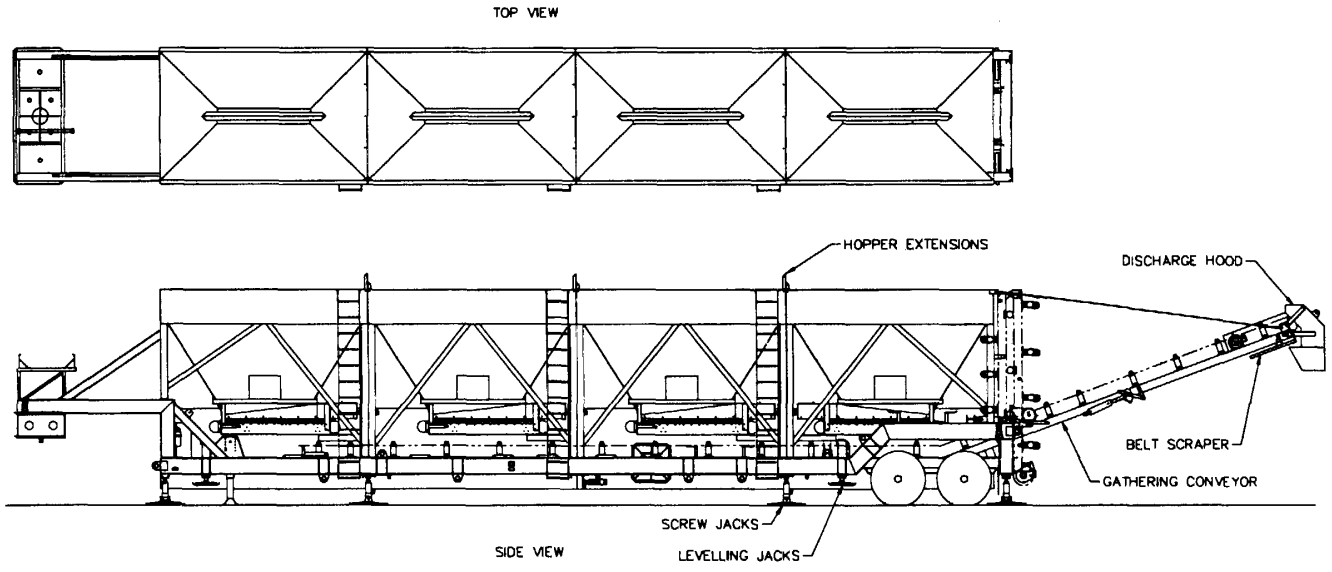 TOP VIEW
HOPPER EXTENSIONS
DISCHARGE HOOD
BELT SCRAPER
GATHERING CONVEYOR
SCREW JACKS
SIDE VIEW
LEVELLING JACKS